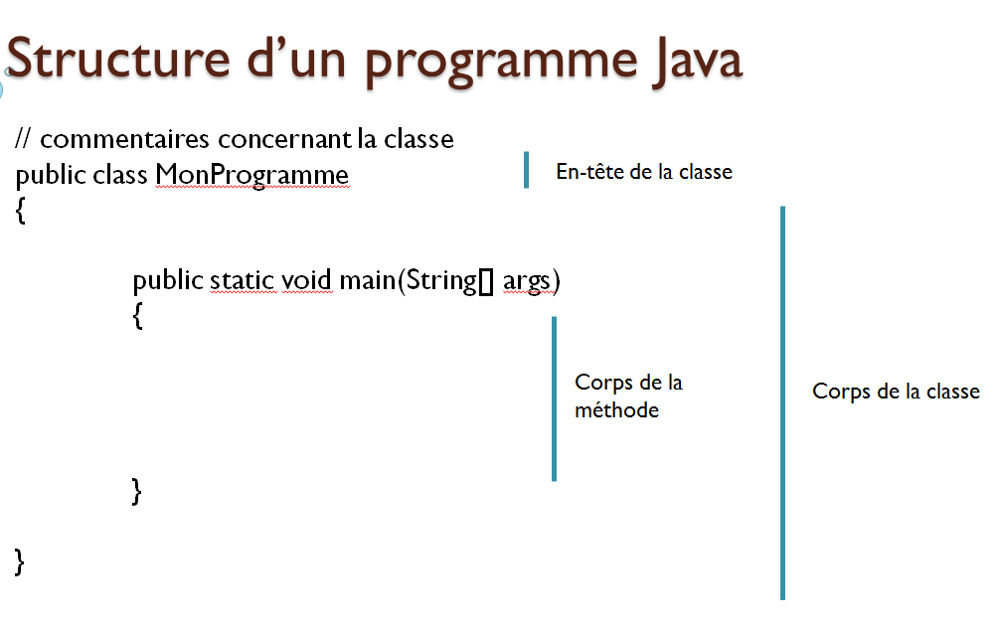 Structure d’un programme Java
// commentaires concernant la classe
public class MonProgramme
En-tête de la classe
{
public static void main(String[] args)
{
Corps de la
méthode
Corps de la classe
}
}